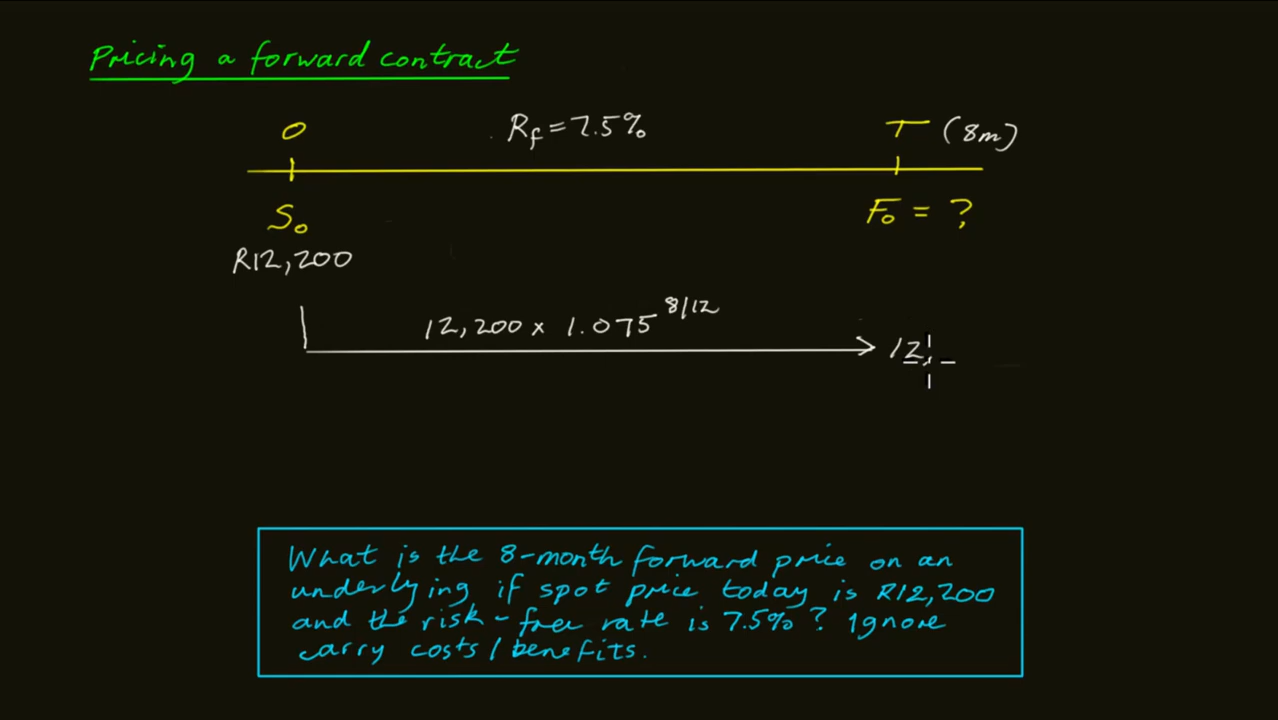 Pricing a forward contract
0 Rf = 7.5% T (8m)
S0 F0 = ?
R12,200
12,200 x 1.075^8/12
12
What is the 8-month forward price on an
underlying if spot price today is R12,200
and the risk-free rate is 7.5%? Ignore
carry costs/benefits.